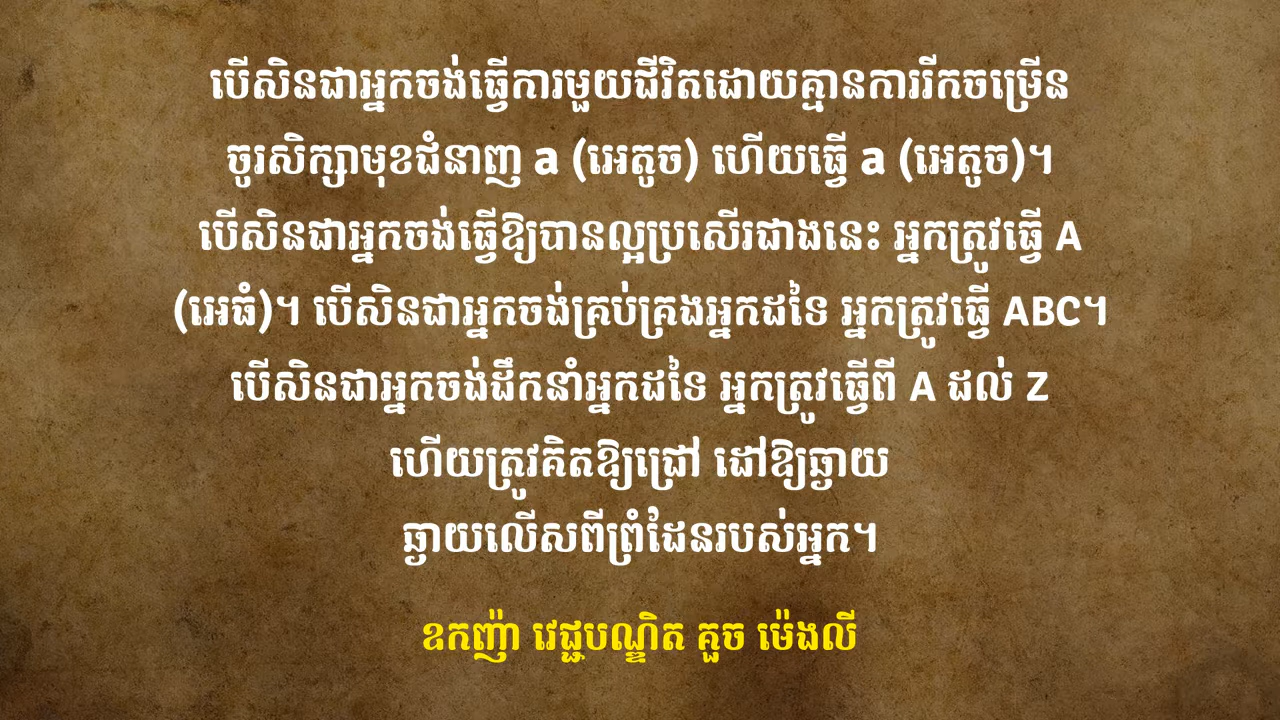 បើសិនជាអ្នកចង់ធ្វើការមួយជីវិតដោយគ្មានការរីកចម្រើន
ចូរសិក្សាមុខជំនាញ a (អេតូច) ហើយធ្វើ a (អេតូច)។
បើសិនជាអ្នកចង់ធ្វើឱ្យបានល្អប្រសើរជាងនេះ អ្នកត្រូវធ្វើ A
(អេធំ)។ បើសិនជាអ្នកចង់គ្រប់គ្រងអ្នកដទៃ អ្នកត្រូវធ្វើ ABC។
បើសិនជាអ្នកចង់ដឹកនាំអ្នកដទៃ អ្នកត្រូវធ្វើពី A ដល់ Z
ហើយត្រូវគិតឱ្យជ្រៅ ដៅឱ្យឆ្ងាយ
ឆ្ងាយលើសពីព្រំដែនរបស់អ្នក។
ឧកញ៉ា វេជ្ជបណ្ឌិត គួច ម៉េងលី